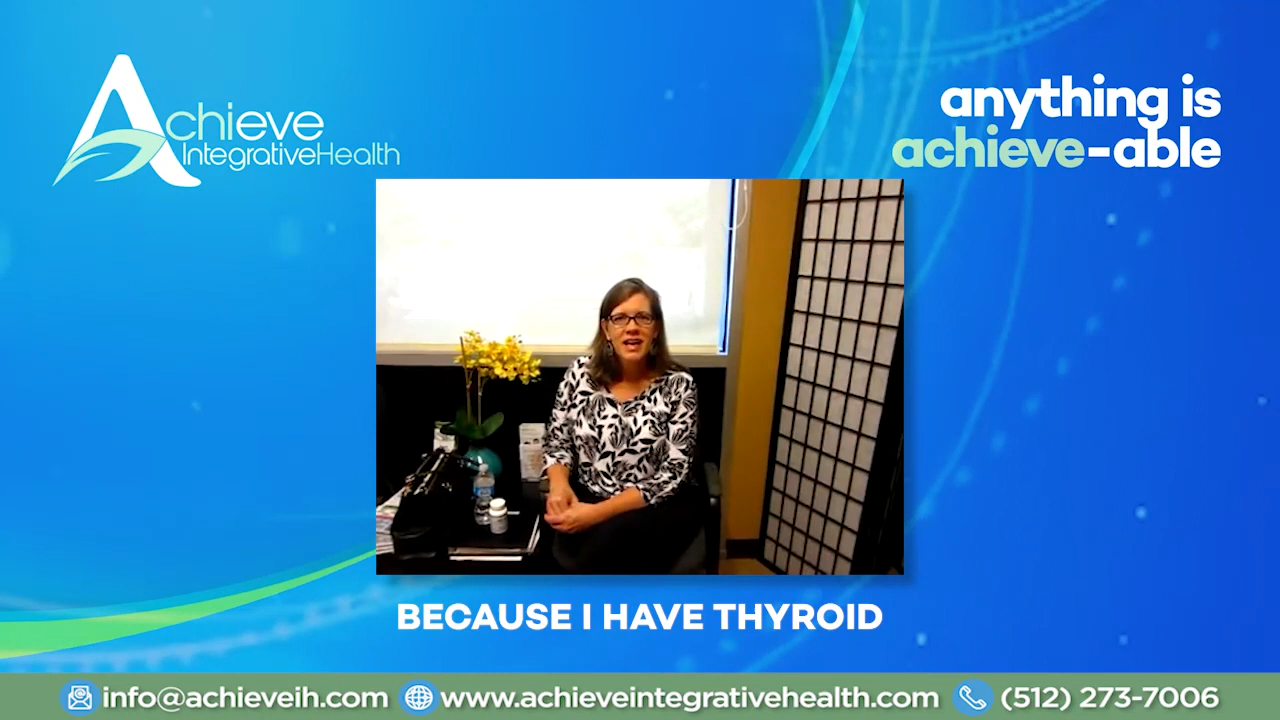 Achieve
IntegrativeHealth
anything is
achieve-able
BECAUSE I HAVE THYROID
info@achieveih.com www.achieveintegrativehealth.com (512) 273-7006